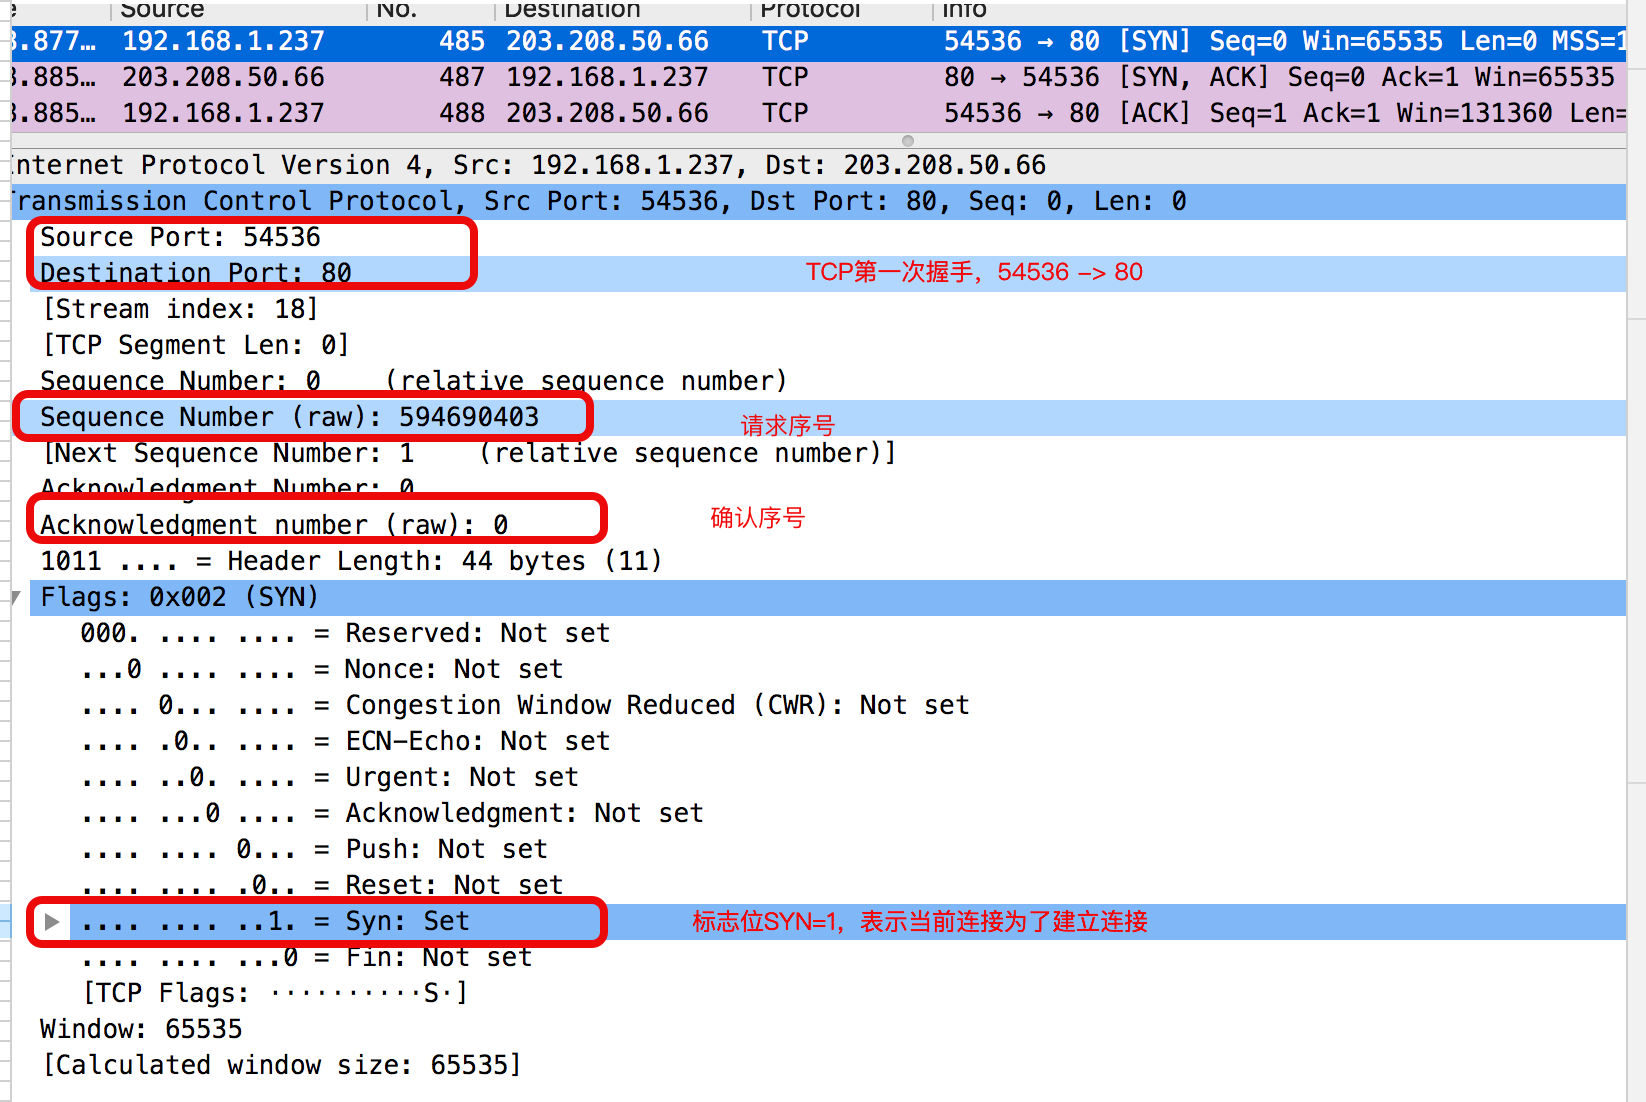 Source No. Destination Protocol Info
3.877… 192.168.1.237 485 203.208.50.66 TCP 54536 → 80 [SYN] Seq=0 Win=65535 Len=0 MSS=1
3.885… 203.208.50.66 487 192.168.1.237 TCP 80 → 54536 [SYN, ACK] Seq=0 Ack=1 Win=65535
3.885… 192.168.1.237 488 203.208.50.66 TCP 54536 → 80 [ACK] Seq=1 Ack=1 Win=131360 Len=
Internet Protocol Version 4, Src: 192.168.1.237, Dst: 203.208.50.66
Transmission Control Protocol, Src Port: 54536, Dst Port: 80, Seq: 0, Len: 0
Source Port: 54536
Destination Port: 80 TCP第一次握手，54536 -> 80
[Stream index: 18]
[TCP Segment Len: 0]
Sequence Number: 0 (relative sequence number)
Sequence Number (raw): 594690403 请求序号
[Next Sequence Number: 1 (relative sequence number)]
Acknowledgment Number: 0
Acknowledgment number (raw): 0 确认序号
1011 .... = Header Length: 44 bytes (11)
Flags: 0x002 (SYN)
000. .... .... = Reserved: Not set
...0 .... .... = Nonce: Not set
.... 0... .... = Congestion Window Reduced (CWR): Not set
.... .0.. .... = ECN-Echo: Not set
.... ..0. .... = Urgent: Not set
.... ...0 .... = Acknowledgment: Not set
.... .... 0... = Push: Not set
.... .... .0.. = Reset: Not set
.... .... ..1. = Syn: Set 标志位SYN=1，表示当前连接为了建立连接
.... .... ...0 = Fin: Not set
[TCP Flags: ··········S·]
Window: 65535
[Calculated window size: 65535]